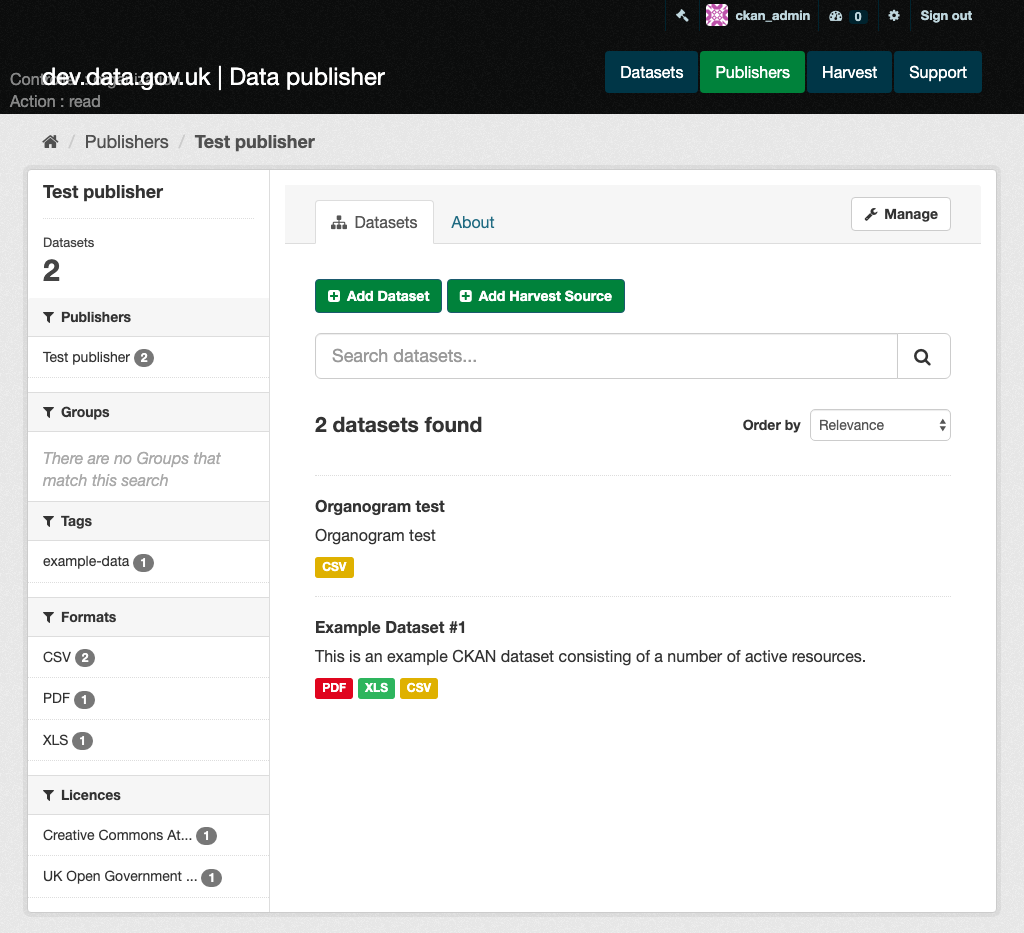 ckan_admin 0 Sign out
dev.data.gov.uk | Data publisher
Action : read
Datasets Publishers Harvest Support
/ Publishers / Test publisher
Test publisher
Datasets
2
Publishers
Test publisher 2
Groups
There are no Groups that
match this search
Tags
example-data 1
Formats
CSV 2
PDF 1
XLS 1
Licences
Creative Commons At... 1
UK Open Government ... 1
Datasets About Manage
Add Dataset Add Harvest Source
Search datasets...
2 datasets found Order by Relevance
Organogram test
Organogram test
CSV
Example Dataset #1
This is an example CKAN dataset consisting of a number of active resources.
PDF XLS CSV